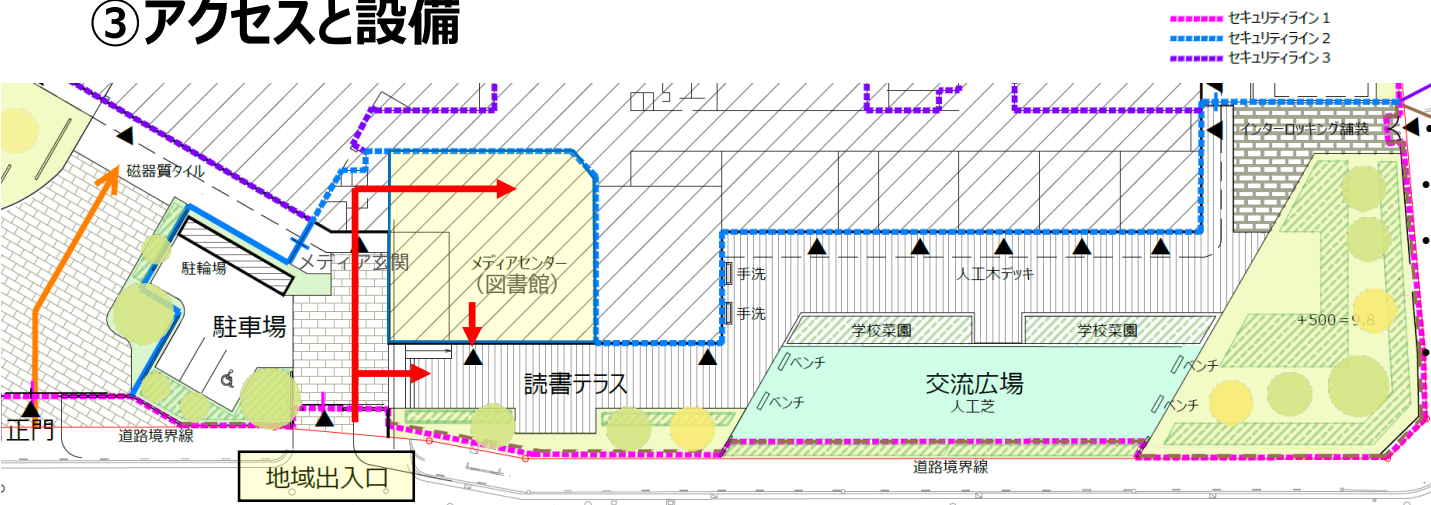 ③アクセスと設備
セキュリティライン1
セキュリティライン2
セキュリティライン3
インターロッキング舗装
磁器質タイル
メディア玄関
メディアセンター
(図書館)
駐輪場
手洗
人工木デッキ
手洗
駐車場
+500=9.8
学校菜園
学校菜園
ベンチ
ベンチ
読書テラス
交流広場
人工芝
ベンチ
ベンチ
正門
道路境界線
道路境界線
地域出入口